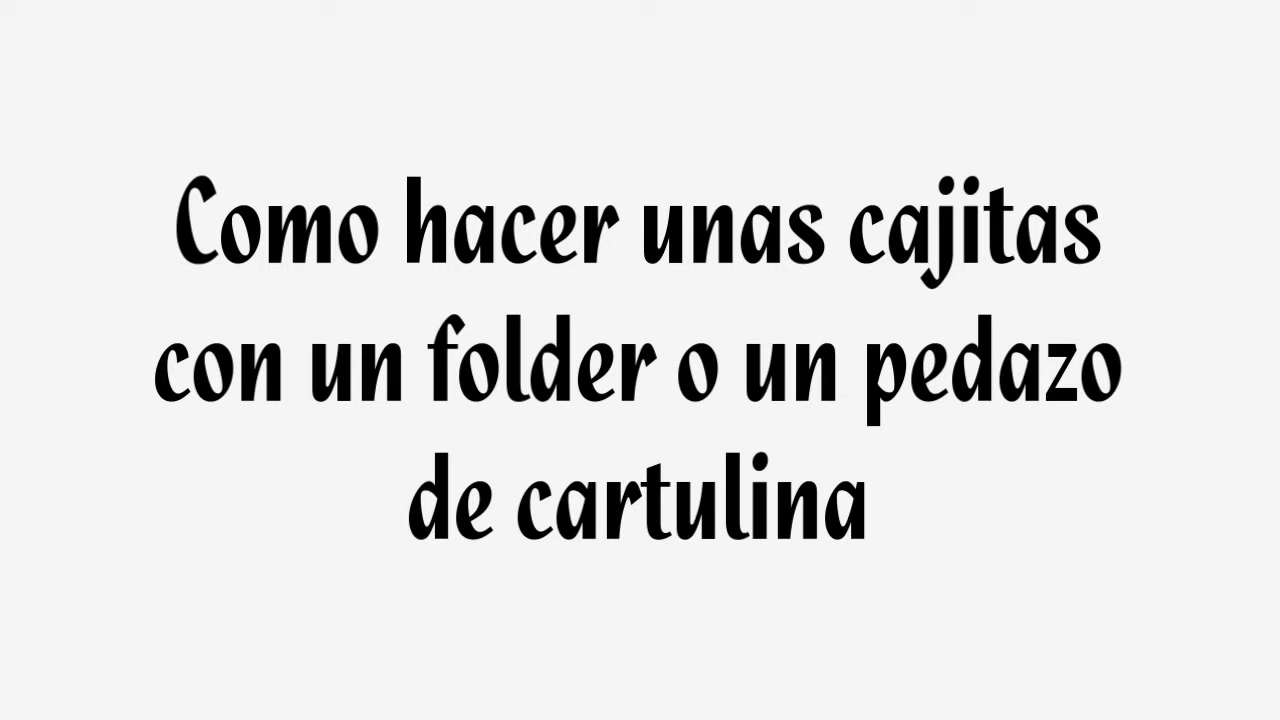 Como hacer unas cajitas
con un folder o un pedazo
de cartulina